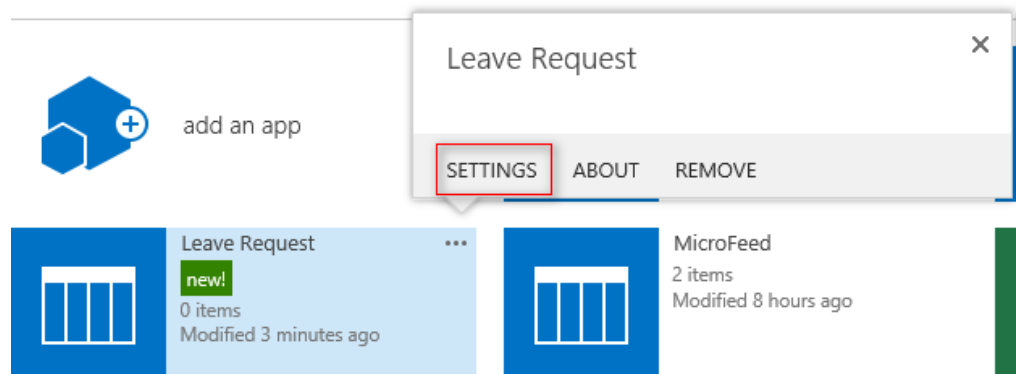 Leave Request
add an app
SETTINGS ABOUT REMOVE
Leave Request
new!
0 items
Modified 3 minutes ago
MicroFeed
2 items
Modified 8 hours ago